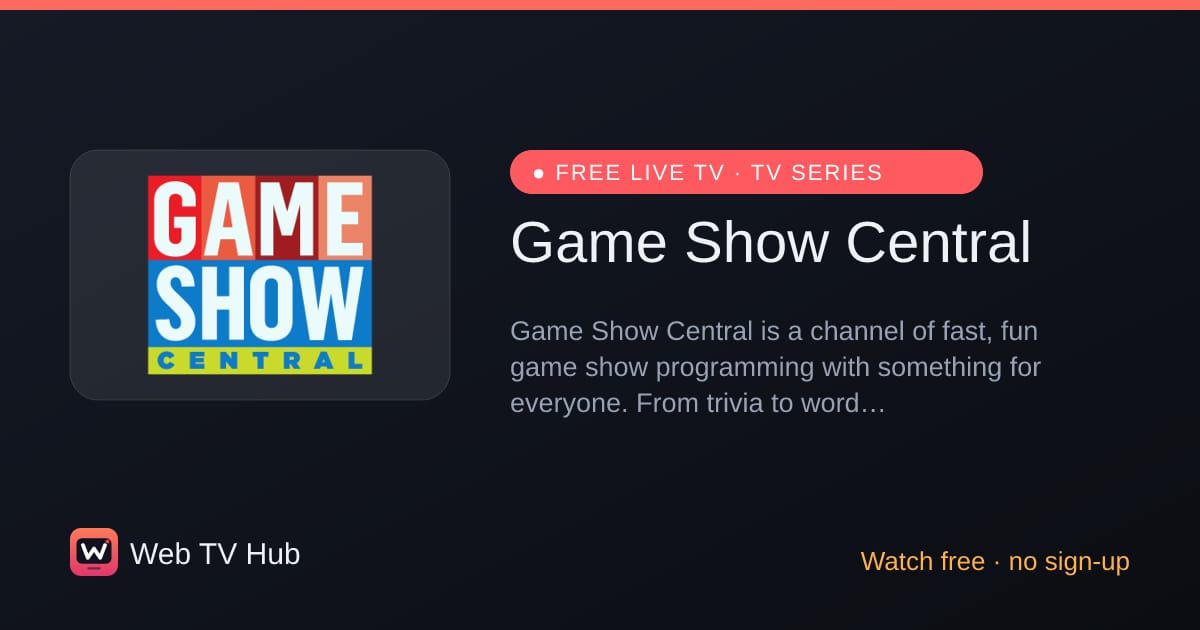 GAME
SHOW
CENTRAL
● FREE LIVE TV · TV SERIES
Game Show Central
Game Show Central is a channel of fast, fun
game show programming with something for
everyone. From trivia to word…
W
Web TV Hub
Watch free · no sign-up